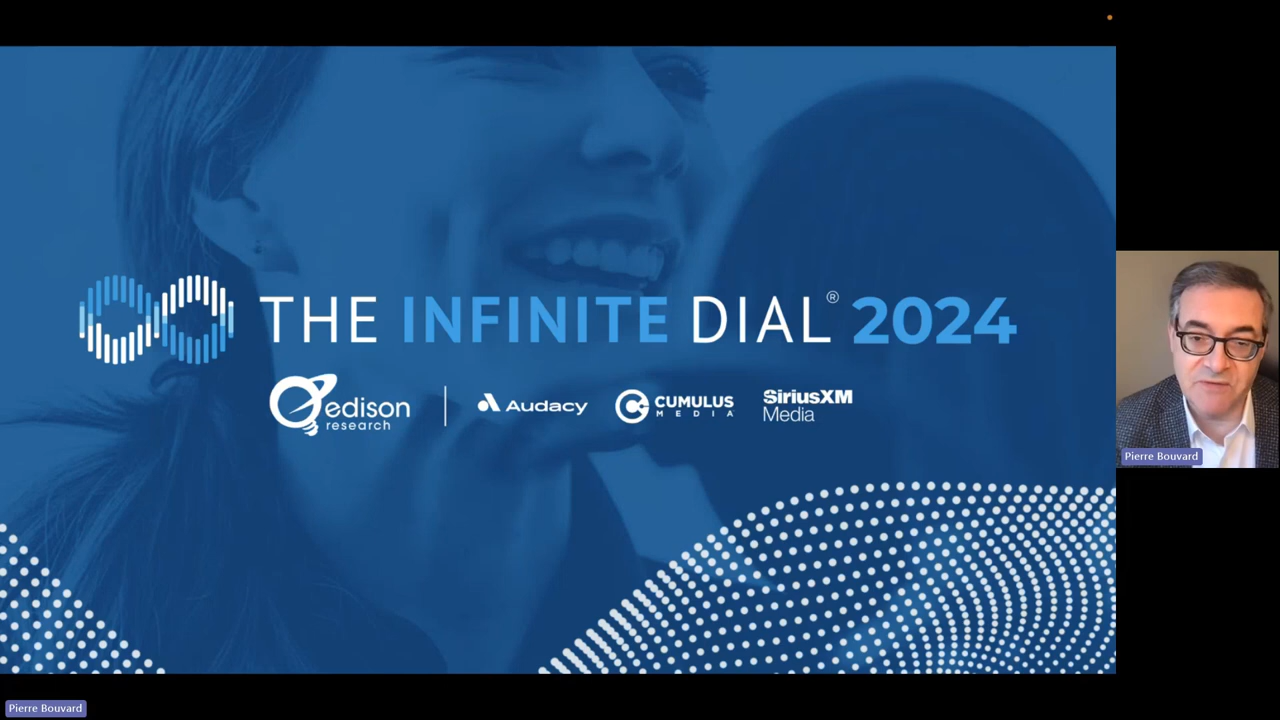 THE INFINITE DIAL® 2024
edison
research
Audacy
CUMULUS
MEDIA
SiriusXM
Media
Pierre Bouvard
Pierre Bouvard